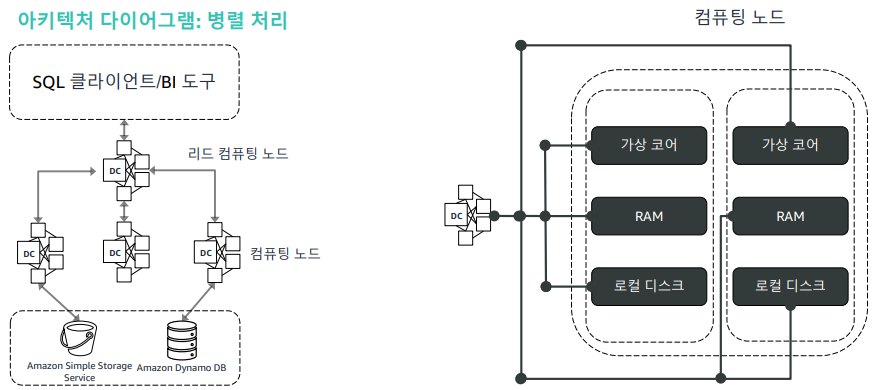 아키텍처 다이어그램: 병렬 처리
SQL 클라이언트/BI 도구
리드 컴퓨팅 노드
DC
DC
DC
DC
컴퓨팅 노드
Amazon Simple Storage
Service
Amazon Dynamo DB
컴퓨팅 노드
가상 코어
가상 코어
DC
RAM
RAM
로컬 디스크
로컬 디스크